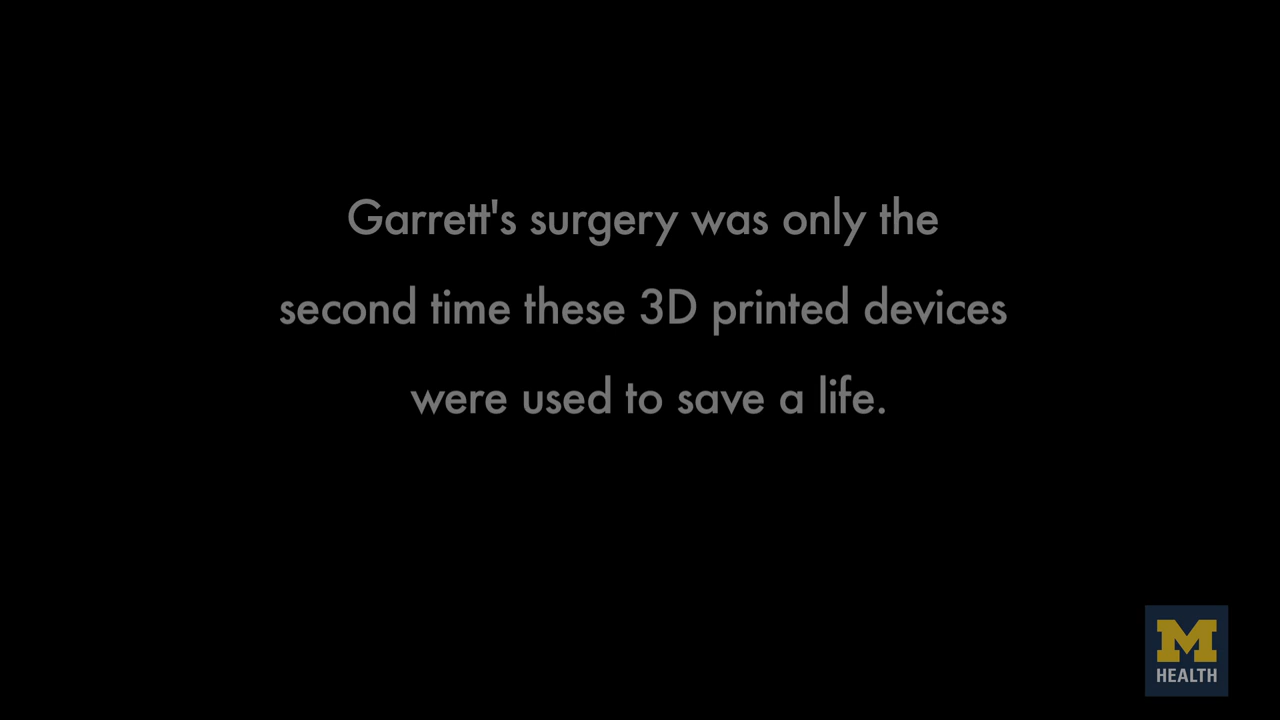 Garrett's surgery was only the
second time these 3D printed devices
were used to save a life.
M
HEALTH